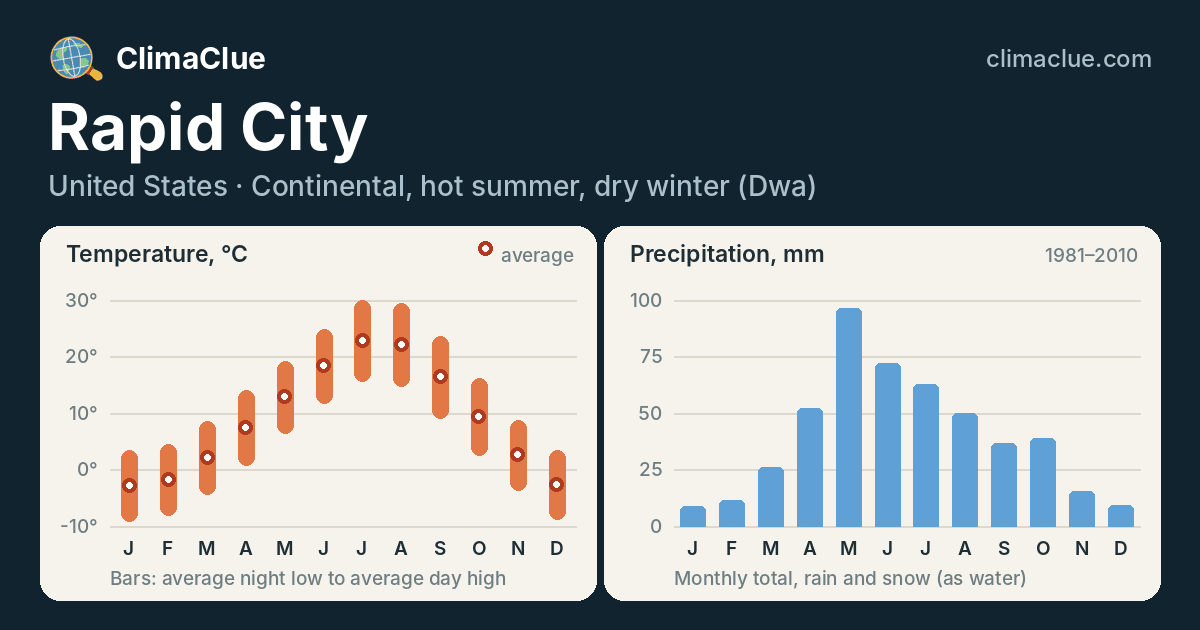 ClimaClue
climaclue.com
Rapid City
United States · Continental, hot summer, dry winter (Dwa)
Temperature, °C
average
30°
20°
10°
0°
-10°
J F M A M J J A S O N D
Bars: average night low to average day high
Precipitation, mm
1981–2010
100
75
50
25
0
J F M A M J J A S O N D
Monthly total, rain and snow (as water)